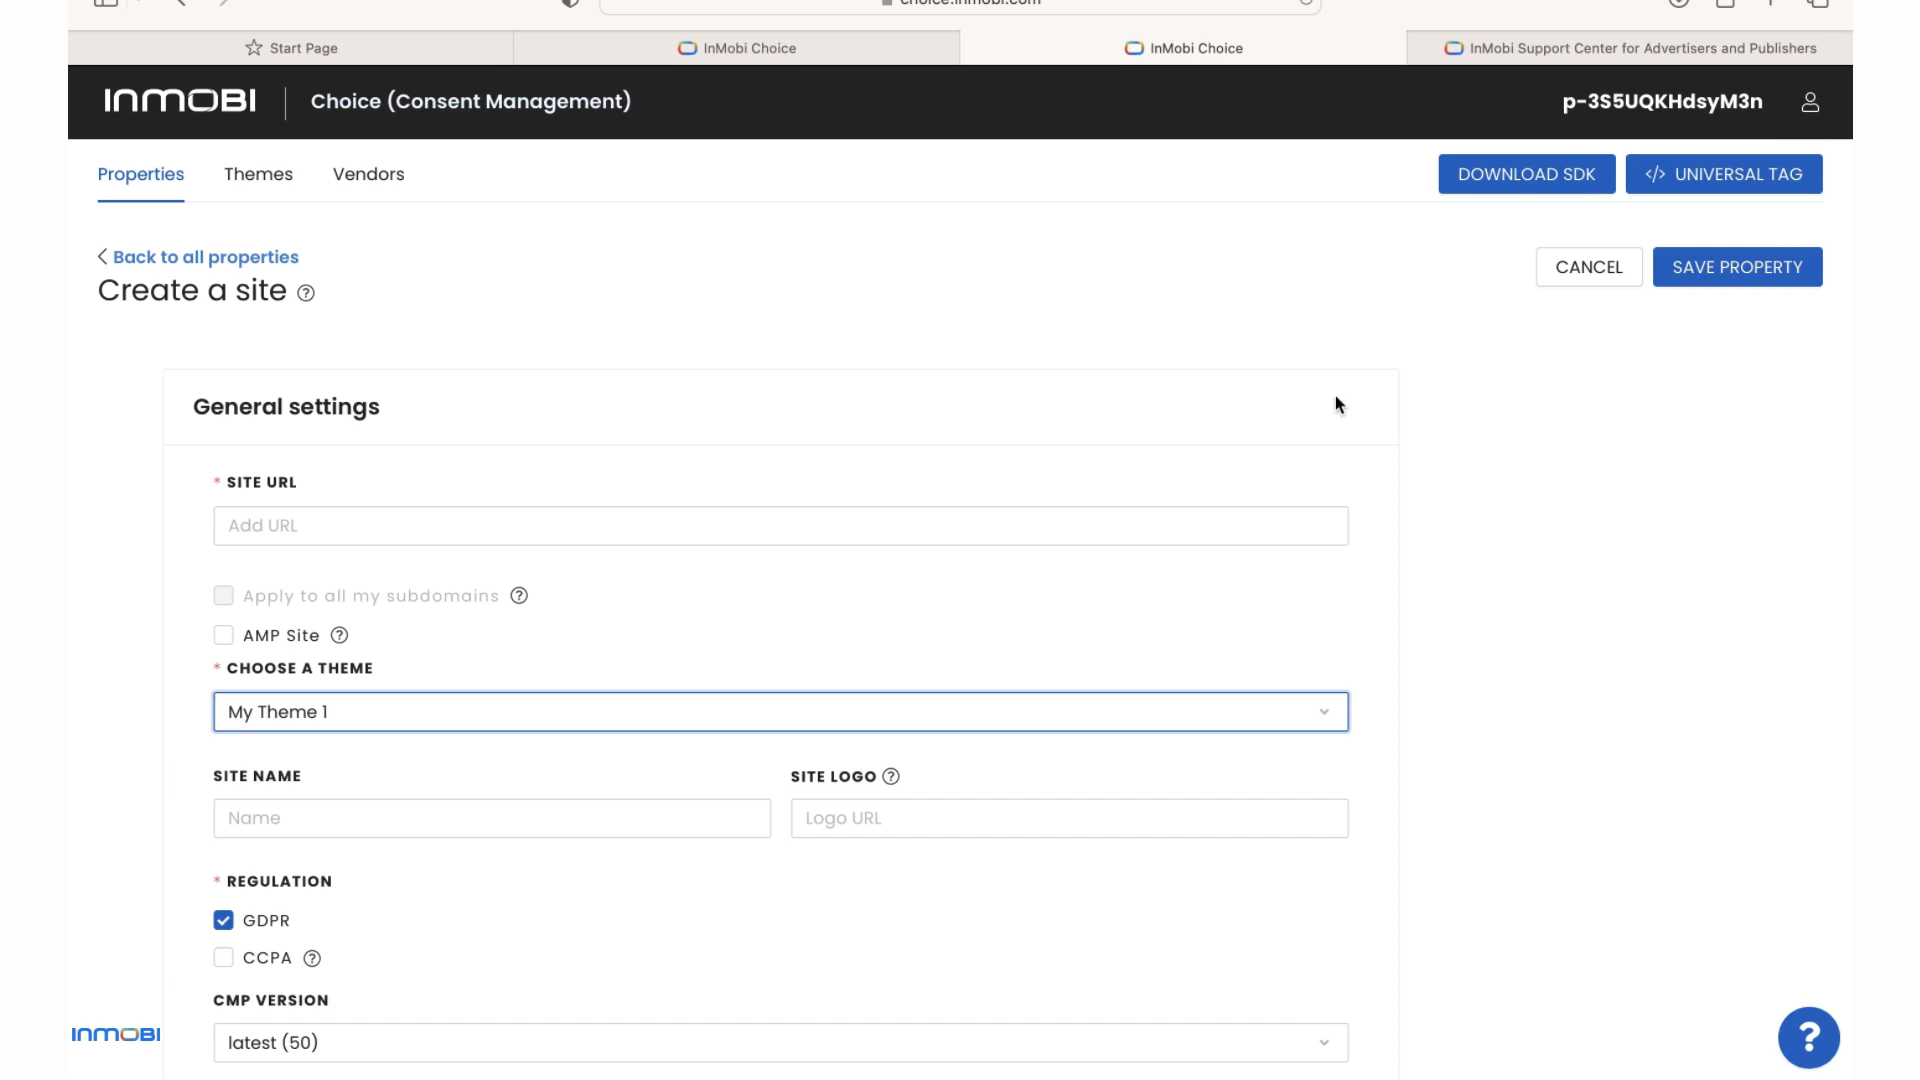 choice.inmobi.com
Start Page
InMobi Choice
InMobi Choice
InMobi Support Center for Advertisers and Publishers
INMOBI
Choice (Consent Management)
p-3S5UQKHdsyM3n
Properties
Themes
Vendors
DOWNLOAD SDK
</> UNIVERSAL TAG
Back to all properties
Create a site ?
CANCEL
SAVE PROPERTY
General settings
* SITE URL
Add URL
Apply to all my subdomains ?
AMP Site ?
* CHOOSE A THEME
My Theme 1
SITE NAME
SITE LOGO ?
Name
Logo URL
* REGULATION
GDPR
CCPA ?
CMP VERSION
INMOBI
latest (50)
?